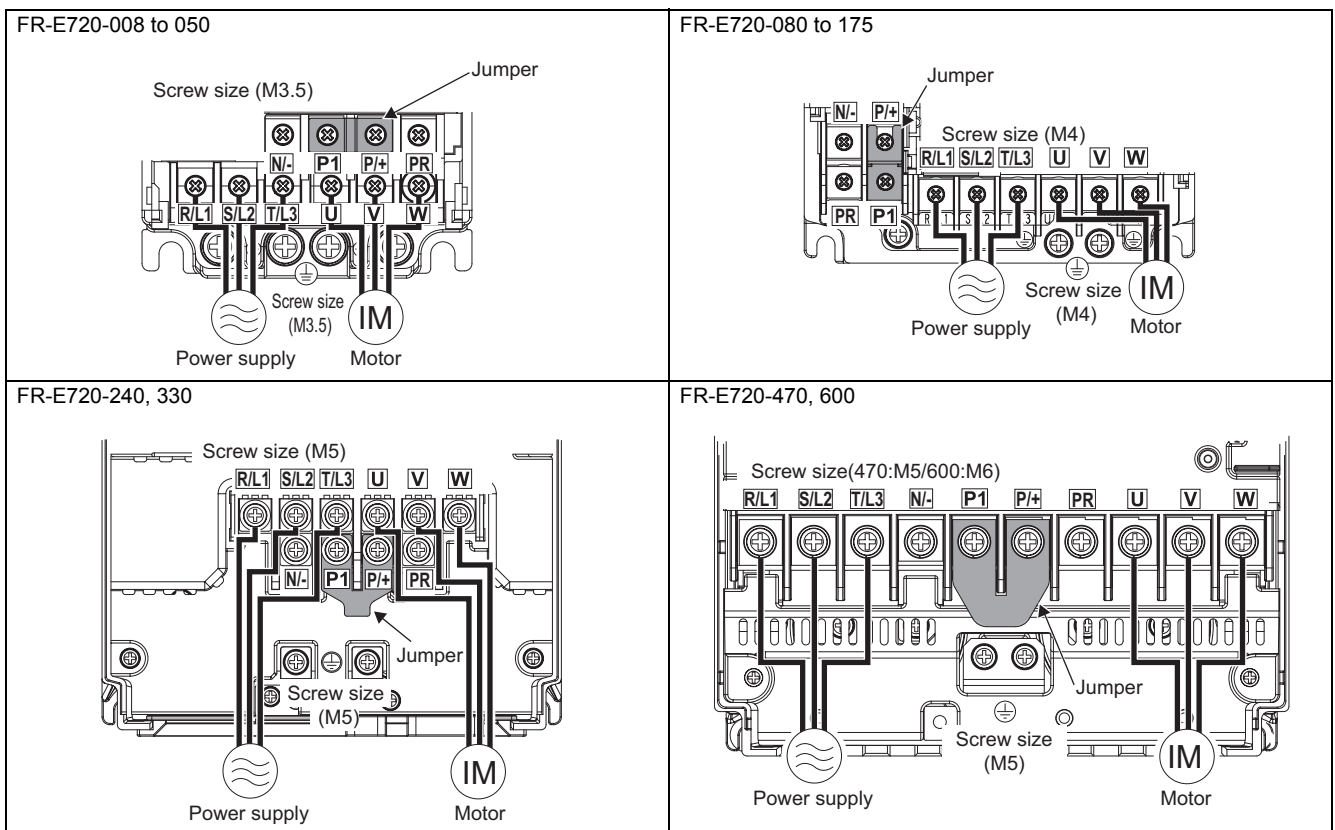 FR-E720-008 to 050
Jumper
Screw size (M3.5)
N/- P1 P/+ PR
R/L1 S/L2 T/L3 U V W
Screw size
(M3.5)
IM
Power supply Motor
FR-E720-080 to 175
Jumper
N/- P/+
Screw size (M4)
R/L1 S/L2 T/L3 U V W
PR P1
Screw size
(M4)
IM
Power supply Motor
FR-E720-240, 330
Screw size (M5)
R/L1 S/L2 T/L3 U V W
N/- P1 P/+ PR
Jumper
Screw size
(M5)
IM
Power supply Motor
FR-E720-470, 600
Screw size(470:M5/600:M6)
R/L1 S/L2 T/L3 N/- P1 P/+ PR U V W
Jumper
Screw size
(M5)
IM
Power supply Motor